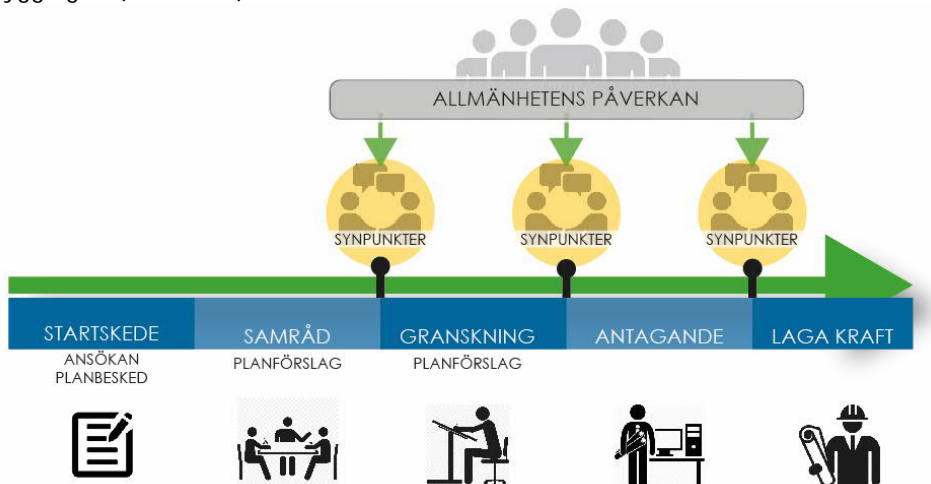 ALLMÄNHETENS PÅVERKAN
SYNPUNKTER SYNPUNKTER SYNPUNKTER
STARTSKEDE SAMRÅD GRANSKNING ANTAGANDE LAGA KRAFT
ANSÖKAN PLANFÖRSLAG PLANFÖRSLAG
PLANBESKED